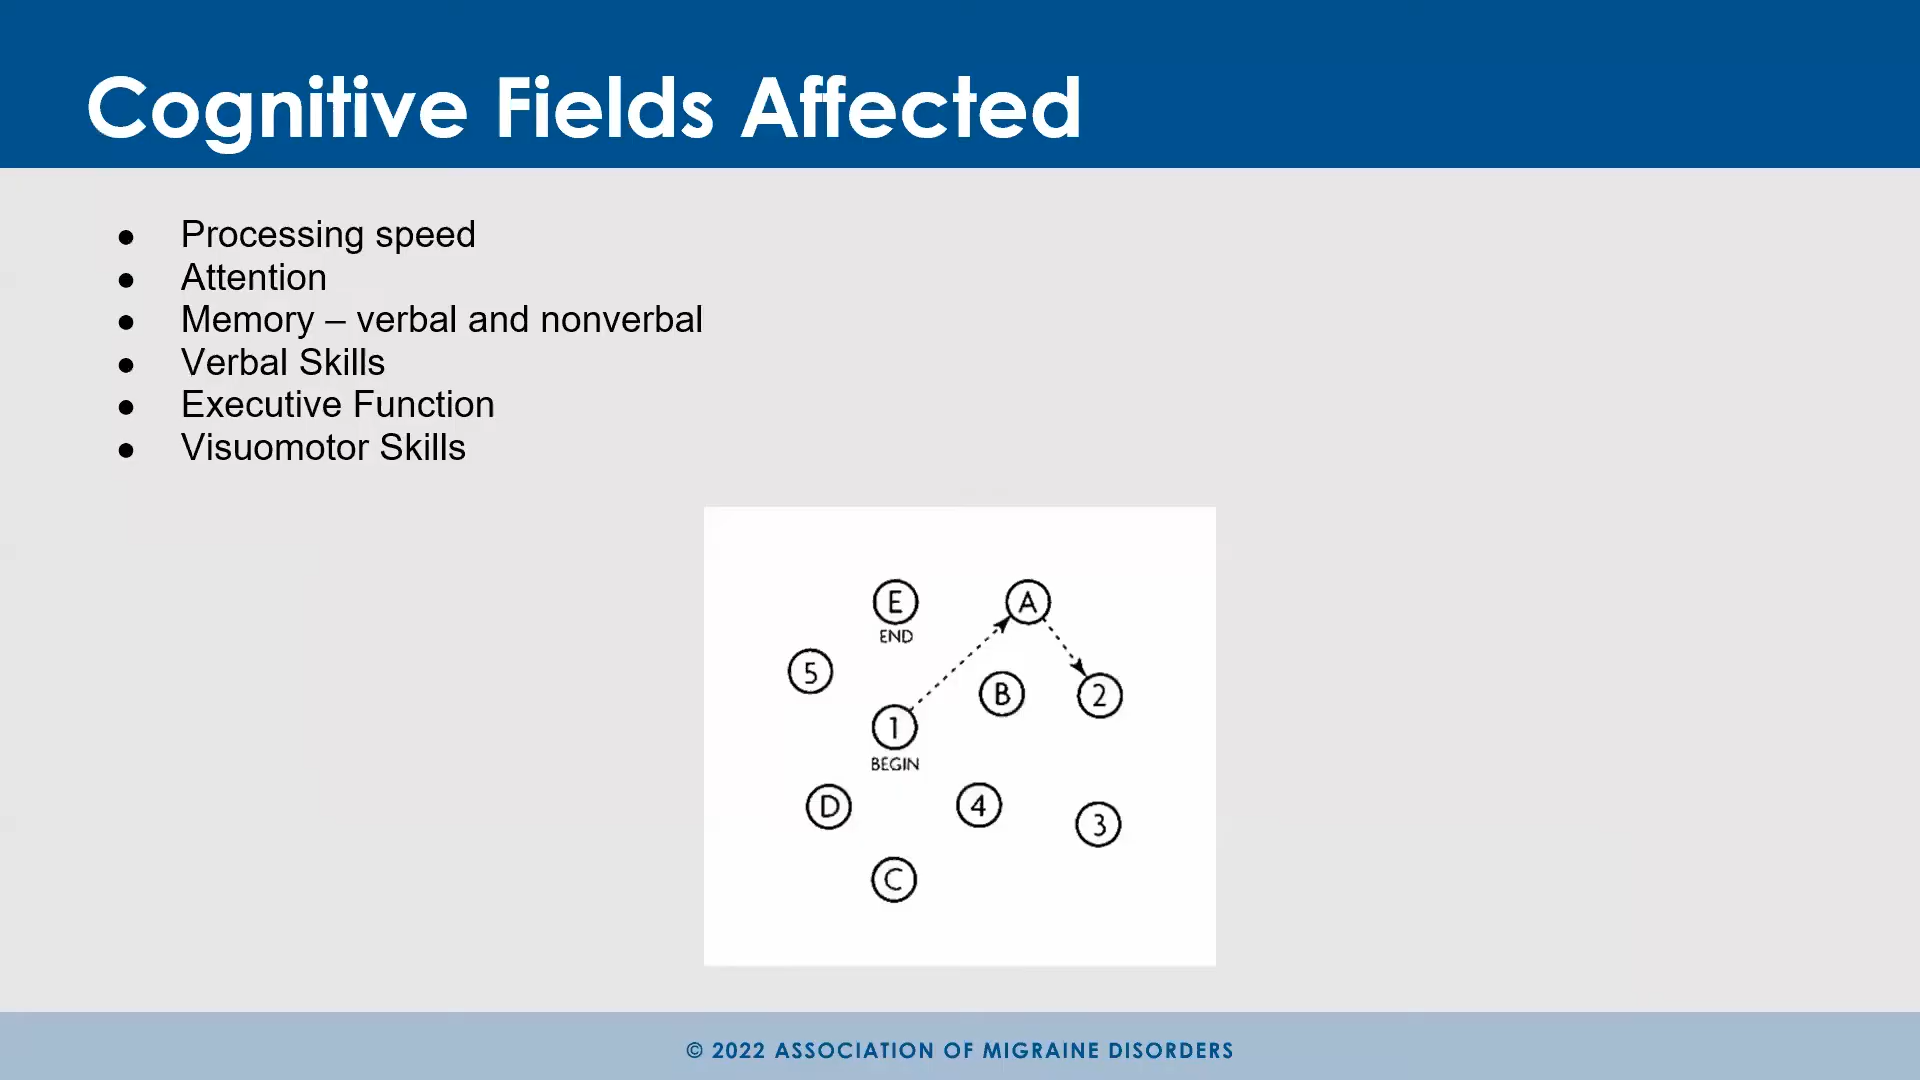 Cognitive Fields Affected
● Processing speed
● Attention
● Memory – verbal and nonverbal
● Verbal Skills
● Executive Function
● Visuomotor Skills
E
END
A
5
B
2
1
BEGIN
D
4
3
C
© 2022 ASSOCIATION OF MIGRAINE DISORDERS